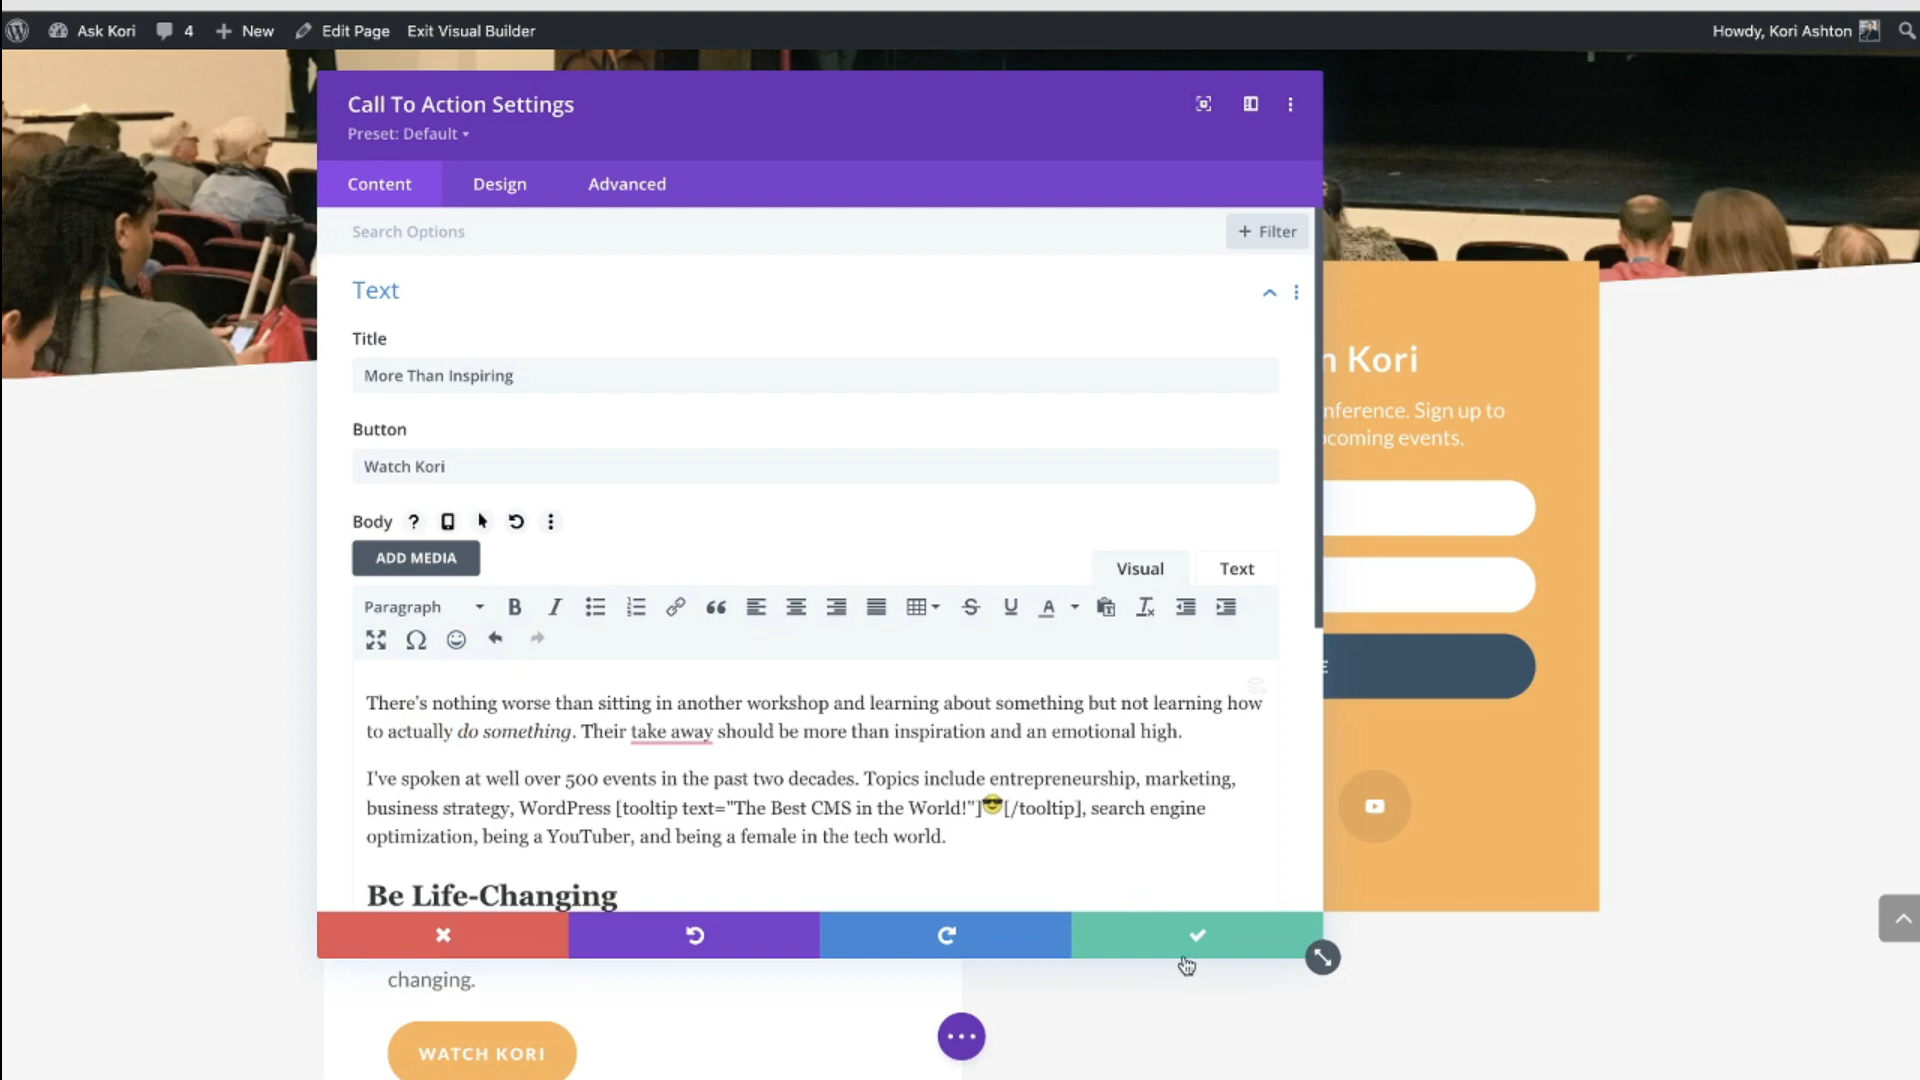 Ask Kori 4 New Edit Page Exit Visual Builder Howdy, Kori Ashton
Call To Action Settings
Preset: Default
Content Design Advanced
Search Options
+ Filter
Text
Title
More Than Inspiring
Button
Watch Kori
Body
ADD MEDIA
Visual Text
Paragraph
There's nothing worse than sitting in another workshop and learning about something but not learning how
to actually do something. Their take away should be more than inspiration and an emotional high.
I've spoken at well over 500 events in the past two decades. Topics include entrepreneurship, marketing,
business strategy, WordPress [tooltip text="The Best CMS in the World!"]😎[/tooltip], search engine
optimization, being a YouTuber, and being a female in the tech world.
Be Life-Changing
changing.
WATCH KORI
Kori
Sign up to
events.